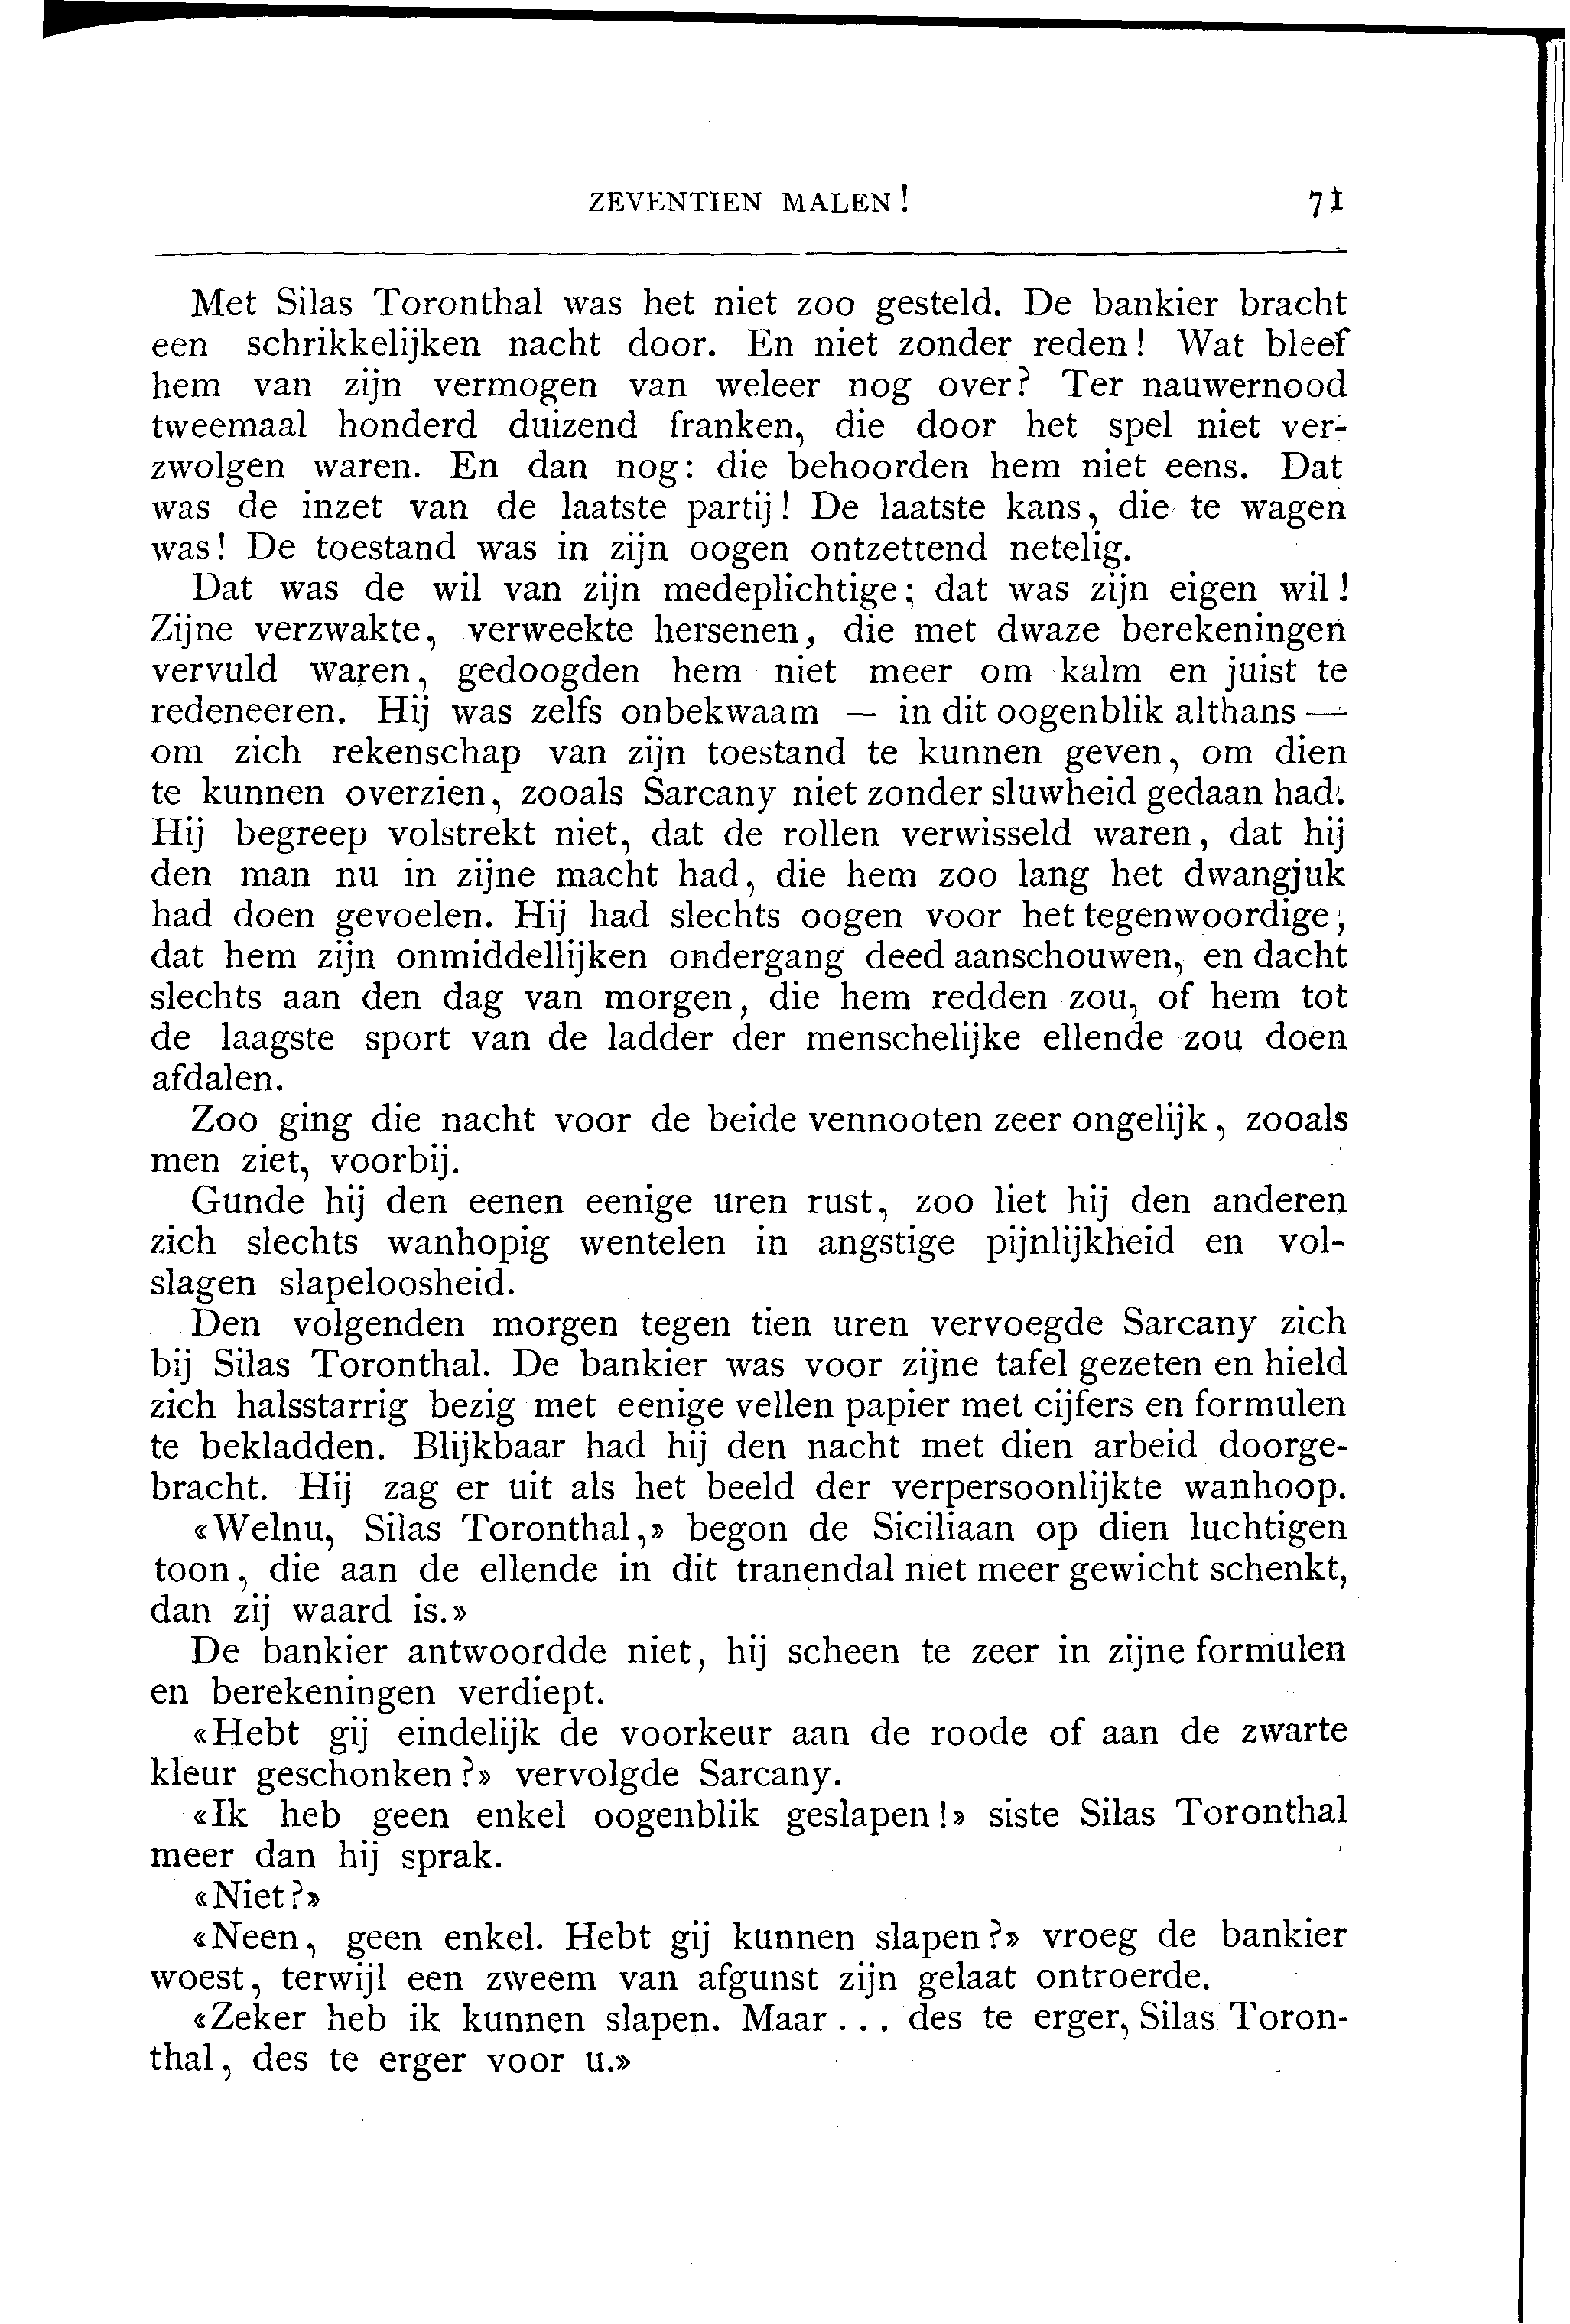 ZEVENTIEN MALEN! 71
Met Silas Toronthal was het niet zoo gesteld. De bankier bracht
een schrikkelijken nacht door. En niet zonder reden! Wat bleef
hem van zijn vermogen van weleer nog over? Ter nauwernood
tweemaal honderd duizend franken, die door het spel niet ver-
zwolgen waren. En dan nog: die behoorden hem niet eens. Dat
was de inzet van de laatste partij! De laatste kans, die te wagen
was! De toestand was in zijn oogen ontzettend netelig.
Dat was de wil van zijn medeplichtige; dat was zijn eigen wil!
Zijne verzwakte, verweekte hersenen, die met dwaze berekeningen
vervuld waren, gedoogden hem niet meer om kalm en juist te
redeneeren. Hij was zelfs onbekwaam — in dit oogenblik althans —
om zich rekenschap van zijn toestand te kunnen geven, om dien
te kunnen overzien, zooals Sarcany niet zonder sluwheid gedaan had.
Hij begreep volstrekt niet, dat de rollen verwisseld waren, dat hij
den man nu in zijne macht had, die hem zoo lang het dwangjuk
had doen gevoelen. Hij had slechts oogen voor het tegenwoordige,
dat hem zijn onmiddellijken ondergang deed aanschouwen, en dacht
slechts aan den dag van morgen, die hem redden zou, of hem tot
de laagste sport van de ladder der menschelijke ellende zou doen
afdalen.
Zoo ging die nacht voor de beide vennooten zeer ongelijk, zooals
men ziet, voorbij.
Gunde hij den eenen eenige uren rust, zoo liet hij den anderen
zich slechts wanhopig wentelen in angstige pijnlijkheid en vol-
slagen slapeloosheid.
Den volgenden morgen tegen tien uren vervoegde Sarcany zich
bij Silas Toronthal. De bankier was voor zijne tafel gezeten en hield
zich halsstarrig bezig met eenige vellen papier met cijfers en formulen
te bekladden. Blijkbaar had hij den nacht met dien arbeid doorge-
bracht. Hij zag er uit als het beeld der verpersoonlijkte wanhoop.
«Welnu, Silas Toronthal,» begon de Siciliaan op dien luchtigen
toon, die aan de ellende in dit tranendal niet meer gewicht schenkt,
dan zij waard is.»
De bankier antwoordde niet, hij scheen te zeer in zijne formulen
en berekeningen verdiept.
«Hebt gij eindelijk de voorkeur aan de roode of aan de zwarte
kleur geschonken?» vervolgde Sarcany.
«Ik heb geen enkel oogenblik geslapen!» siste Silas Toronthal
meer dan hij sprak.
«Niet?»
«Neen, geen enkel. Hebt gij kunnen slapen?» vroeg de bankier
woest, terwijl een zweem van afgunst zijn gelaat ontroerde.
«Zeker heb ik kunnen slapen. Maar... des te erger, Silas Toron-
thal, des te erger voor u.»